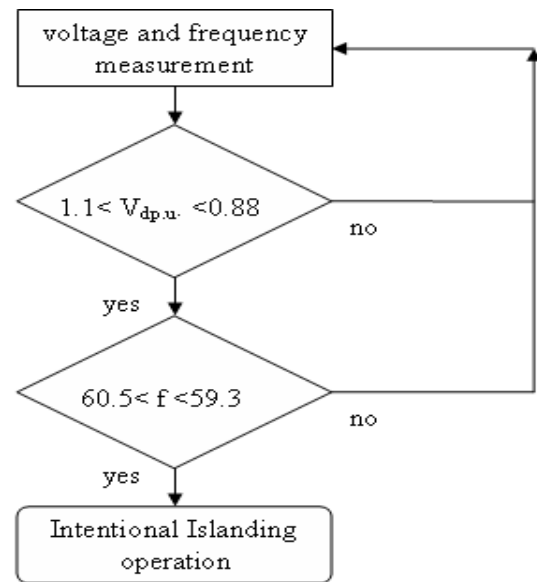 voltage and frequency
measurement
1.1< Vdp.u. <0.88
no
yes
60.5< f <59.3
no
yes
Intentional Islanding
operation